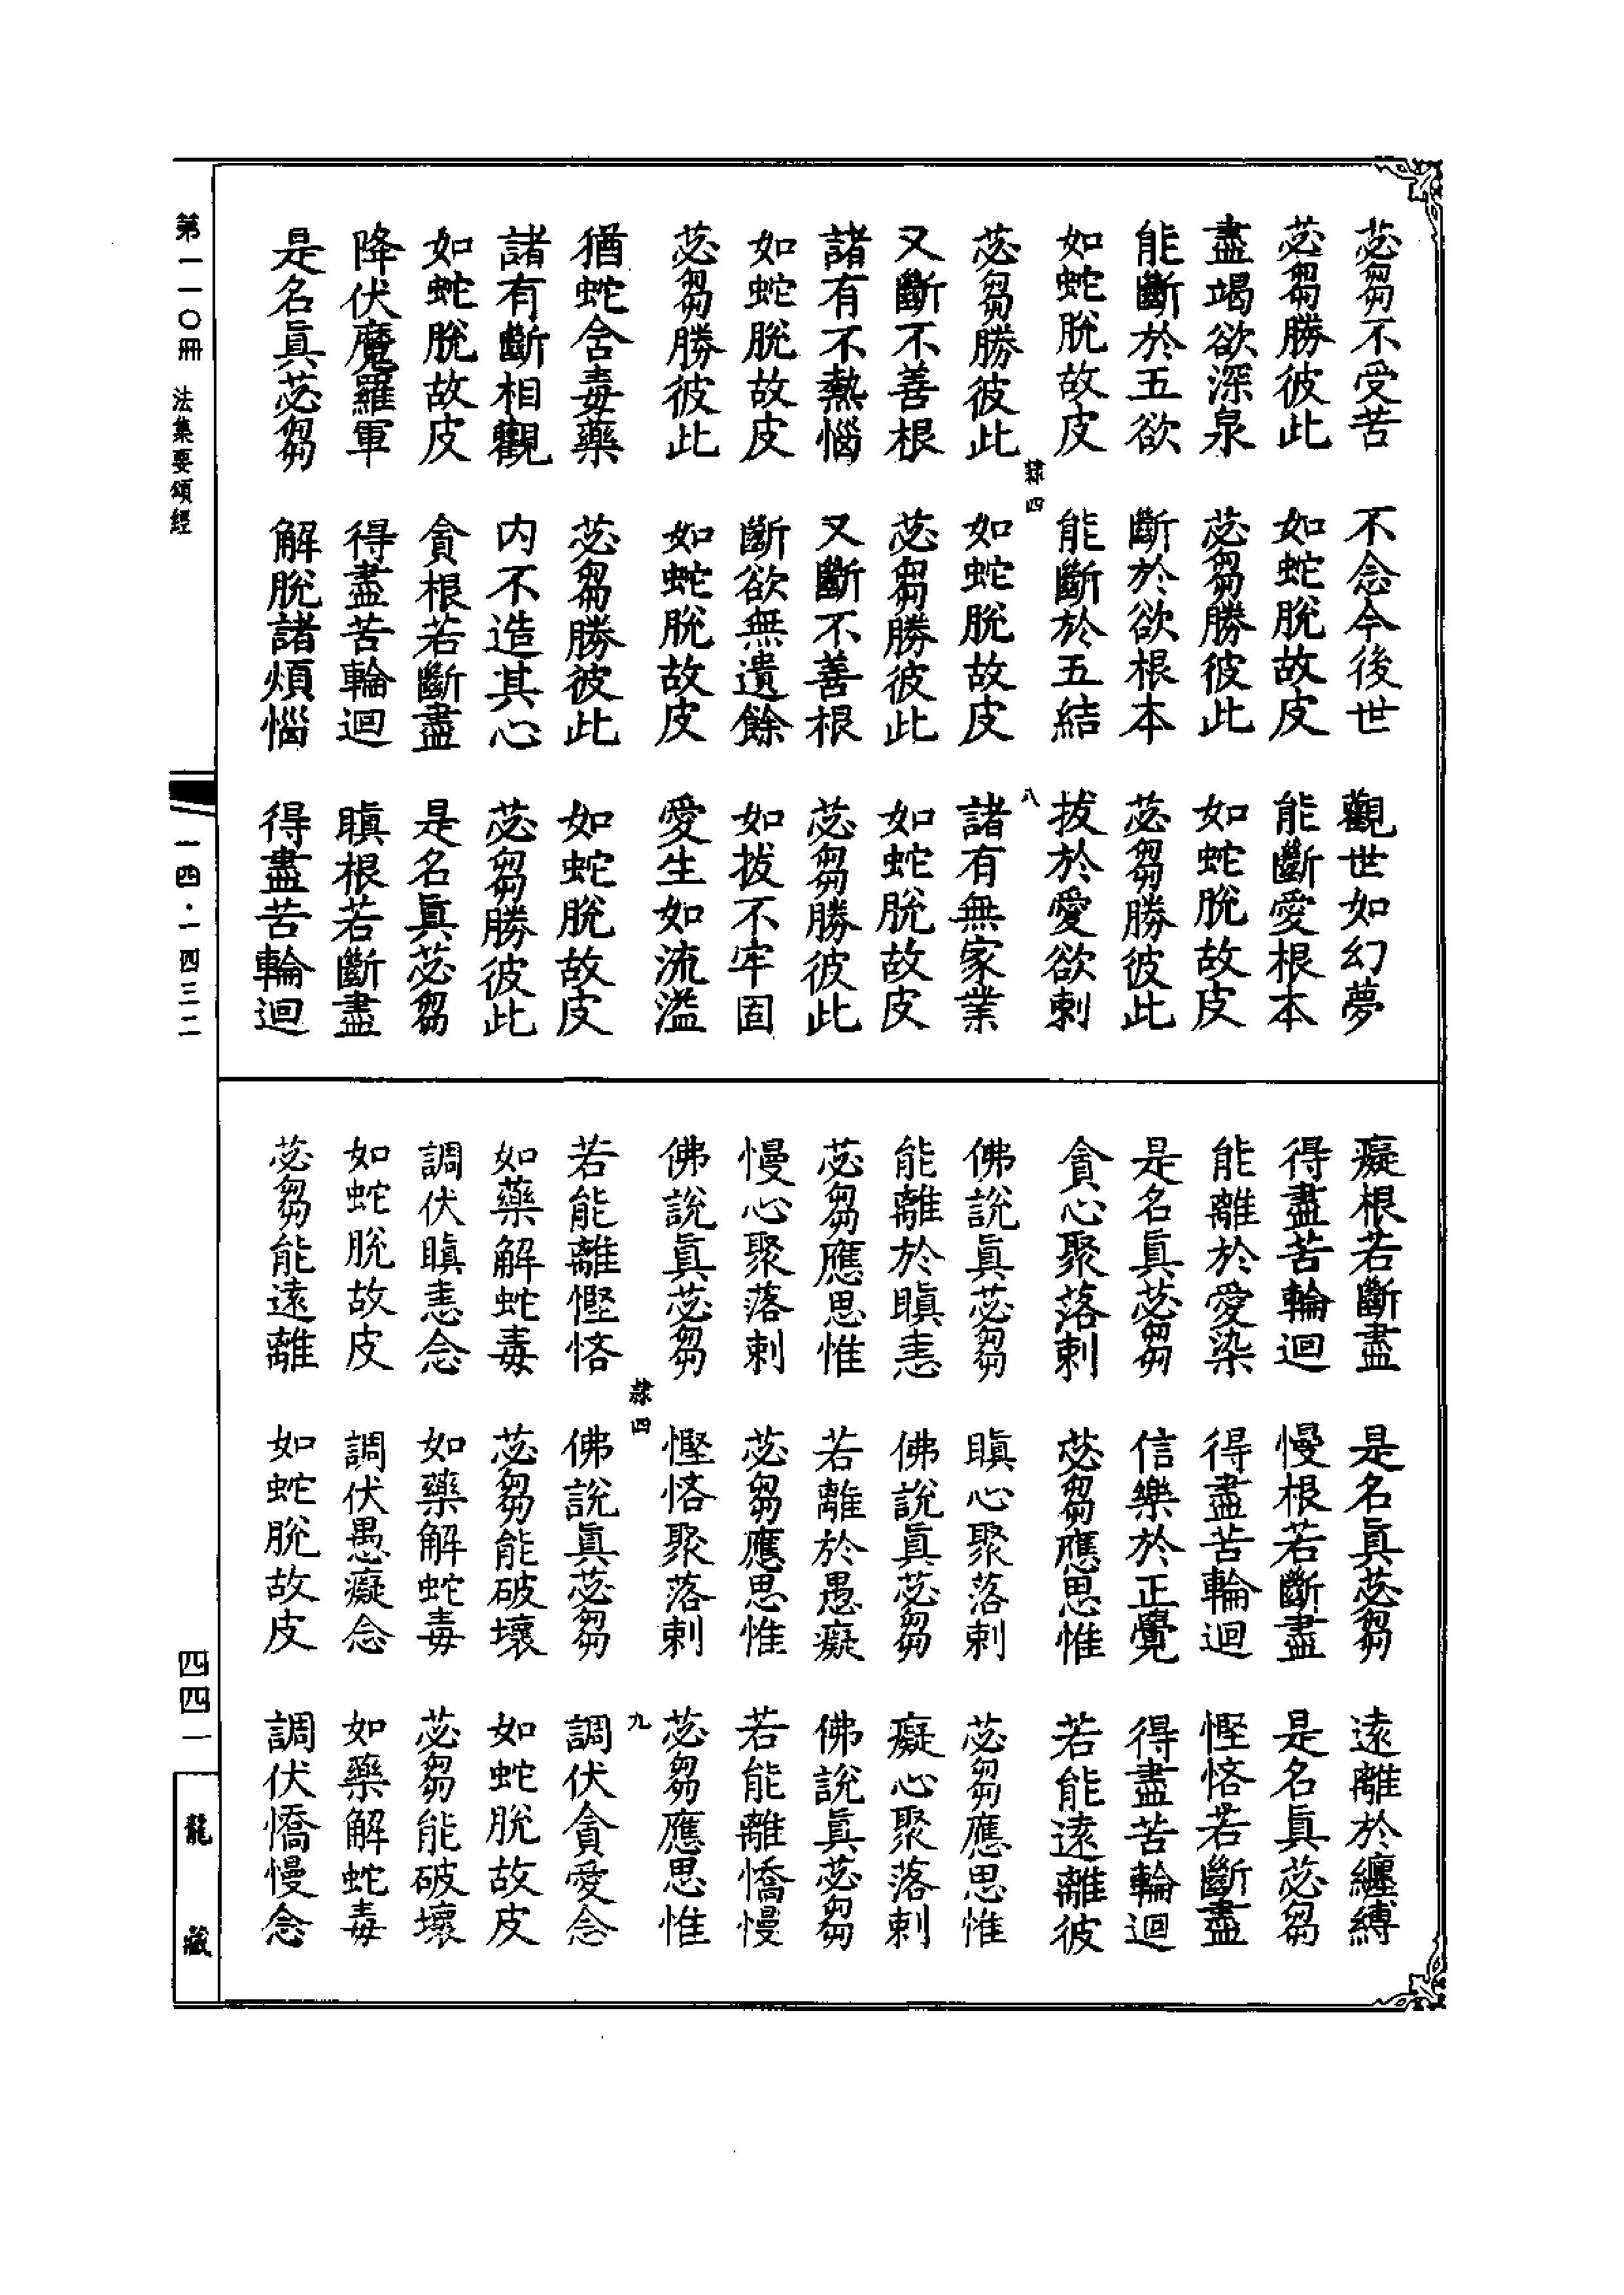 苾芻不受苦　不念今後世　觀世如幻夢
苾芻勝彼此　如蛇脫故皮　能斷愛根本
盡竭欲深泉　苾芻勝彼此　如蛇脫故皮
能斷於五欲　斷於欲根本　苾芻勝彼此
如蛇脫故皮　能斷於五結　拔於愛欲刺
隸四　八
苾芻勝彼此　如蛇脫故皮　諸有無家業
又斷不善根　苾芻勝彼此　如蛇脫故皮
諸有不熱惱　又斷不善根　苾芻勝彼此
如蛇脫故皮　斷欲無遺餘　如拔不牢固
苾芻勝彼此　如蛇脫故皮　愛生如流溢
猶蛇含毒藥　苾芻勝彼此　如蛇脫故皮
諸有斷相觀　内不造其心　苾芻勝彼此
如蛇脫故皮　貪根若斷盡　是名眞苾芻
降伏魔羅軍　得盡苦輪迴　瞋根若斷盡
是名眞苾芻　解脫諸煩惱　得盡苦輪迴
癡根若斷盡　是名眞苾芻　遠離於纏縛
得盡苦輪迴　慢根若斷盡　是名眞苾芻
能離於愛染　得盡苦輪迴　慳悋若斷盡
是名眞苾芻　信樂於正覺　得盡苦輪迴
貪心聚落刺　苾芻應思惟　若能遠離彼
佛說眞苾芻　瞋心聚落刺　苾芻應思惟
能離於瞋恚　佛說眞苾芻　癡心聚落刺
苾芻應思惟　若離於愚癡　佛說眞苾芻
慢心聚落刺　苾芻應思惟　若能離憍慢
佛說眞苾芻　慳悋聚落刺　苾芻應思惟
隸四　九
若能離慳悋　佛說眞苾芻　調伏貪愛念
如藥解蛇毒　苾芻能破壞　如蛇脫故皮
調伏瞋恚念　如藥解蛇毒　苾芻能破壞
如蛇脫故皮　調伏愚癡念　如藥解蛇毒
苾芻能遠離　如蛇脫故皮　調伏憍慢念
第一一〇冊　法集要頌經
一四·一四三二
四四一
龍藏